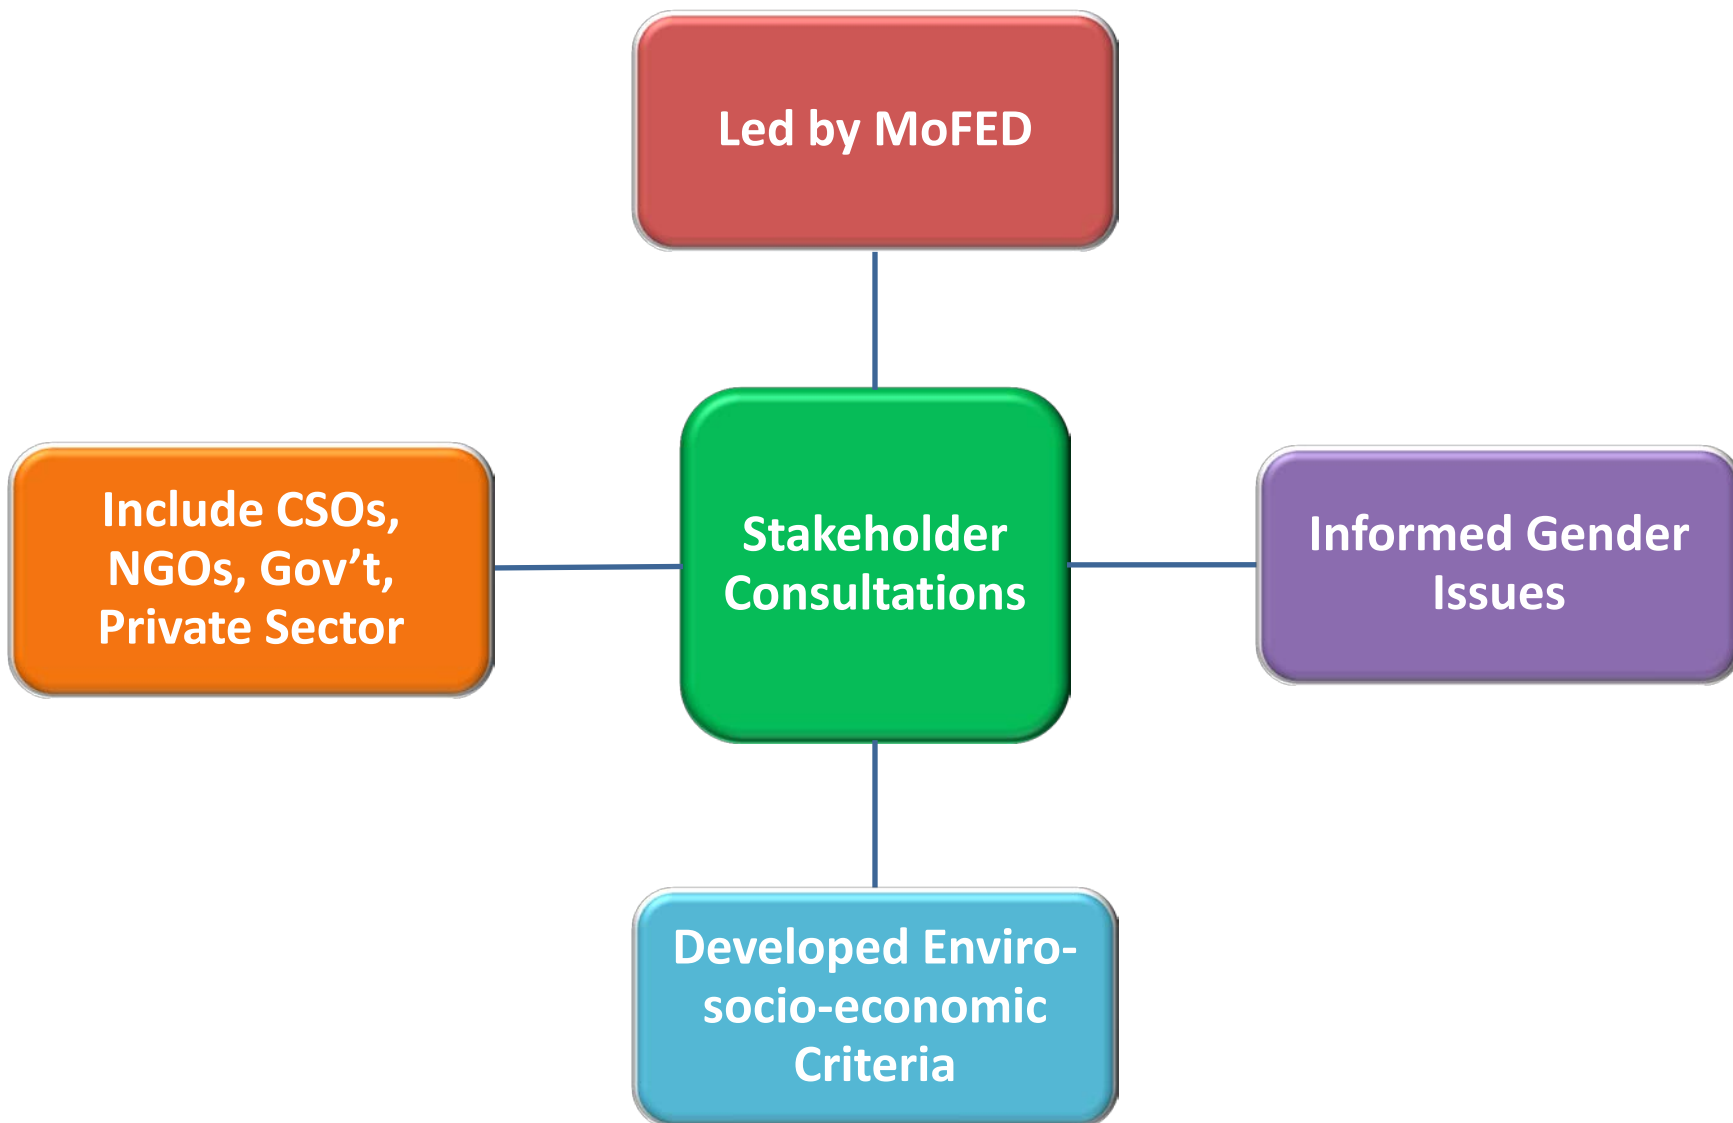 Led by MoFED
Include CSOs,
NGOs, Gov’t,
Private Sector
Stakeholder
Consultations
Informed Gender
Issues
Developed Enviro-
socio-economic
Criteria